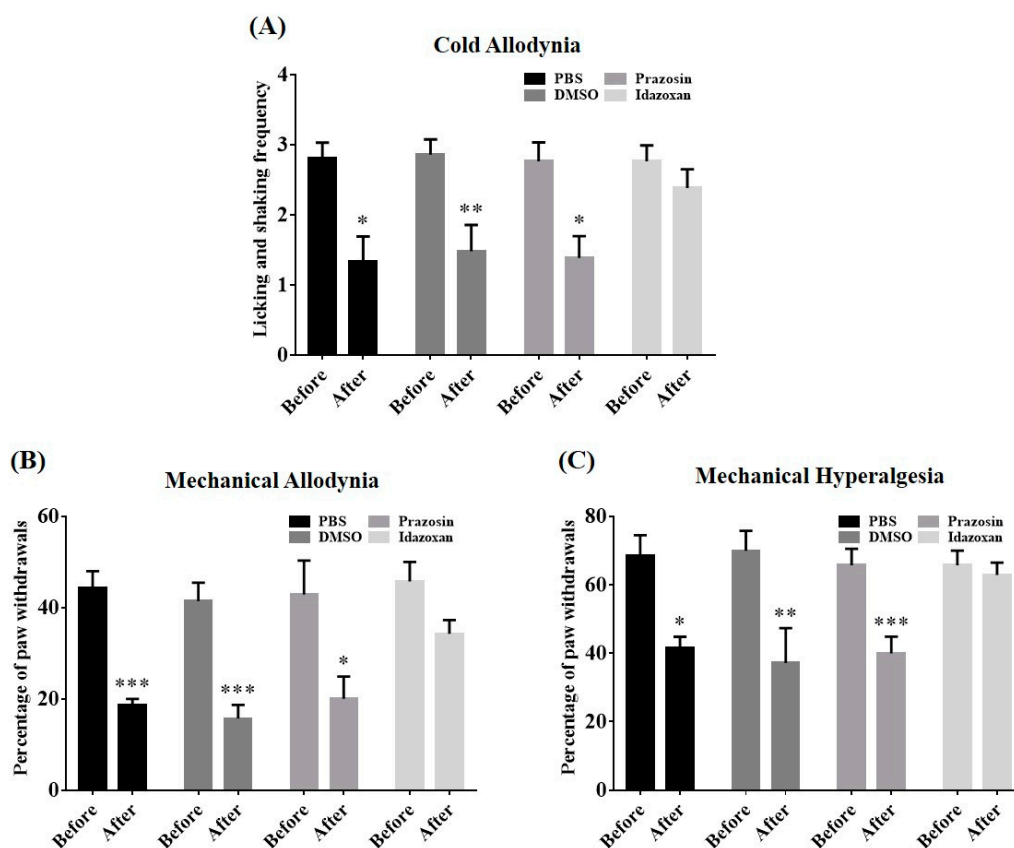 (A)
Cold Allodynia
Licking and shaking frequency
4
3
2
1
0
PBS
DMSO
Prazosin
Idazoxan
*
**
*
Before
After
Before
After
Before
After
Before
After
(B)
Mechanical Allodynia
Percentage of paw withdrawals
60
40
20
0
PBS
DMSO
Prazosin
Idazoxan
***
***
*
Before
After
Before
After
Before
After
Before
After
(C)
Mechanical Hyperalgesia
Percentage of paw withdrawals
80
60
40
20
0
PBS
DMSO
Prazosin
Idazoxan
*
**
***
Before
After
Before
After
Before
After
Before
After